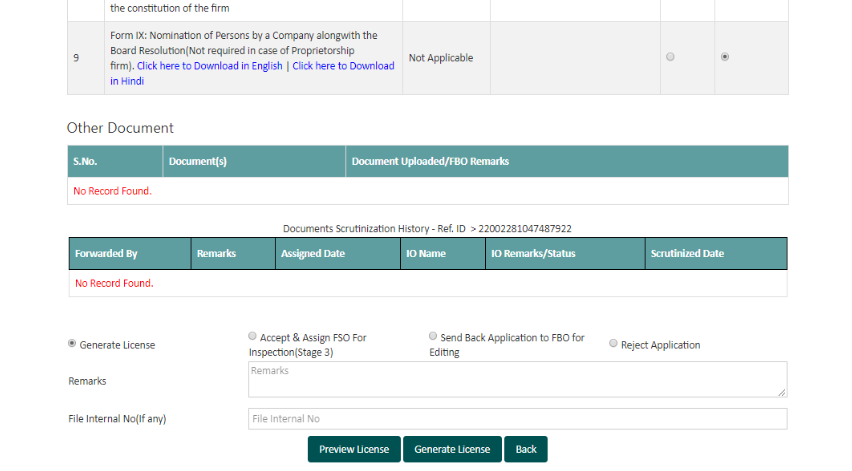 the constitution of the firm
9
Form IX: Nomination of Persons by a Company alongwith the
Board Resolution(Not required in case of Proprietorship
firm). Click here to Download in English | Click here to Download
in Hindi
Not Applicable
Other Document
S.No. Document(s) Document Uploaded/FBO Remarks
No Record Found.
Documents Scrutinization History - Ref. ID > 22002281047487922
Forwarded By Remarks Assigned Date IO Name IO Remarks/Status Scrutinized Date
No Record Found.
Generate License
Accept & Assign FSO For
Inspection(Stage 3)
Send Back Application to FBO for
Editing
Reject Application
Remarks
Remarks
File Internal No(If any)
File Internal No
Preview License Generate License Back